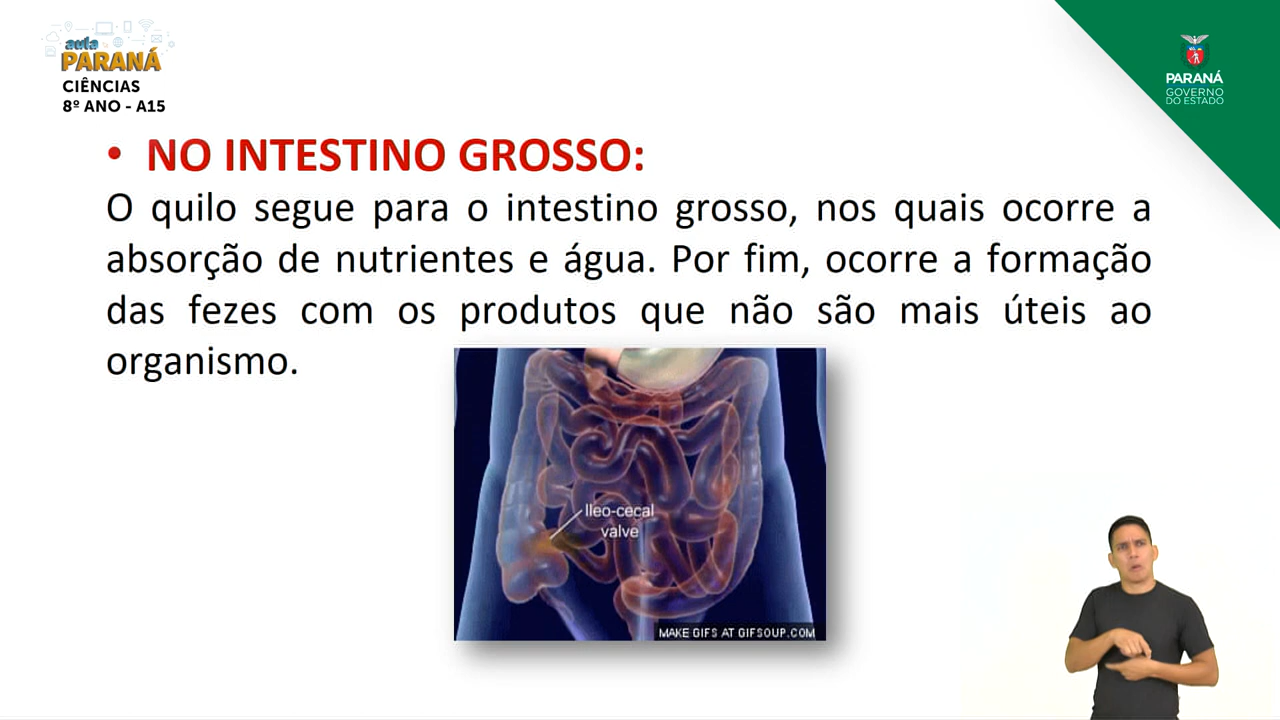 aula
PARANÁ
CIÊNCIAS
8º ANO - A15
PARANÁ
GOVERNO
DO ESTADO
• NO INTESTINO GROSSO:
O quilo segue para o intestino grosso, nos quais ocorre a
absorção de nutrientes e água. Por fim, ocorre a formação
das fezes com os produtos que não são mais úteis ao
organismo.
Ileo-cecal
valve
MAKE GIFS AT GIFSOUP.COM